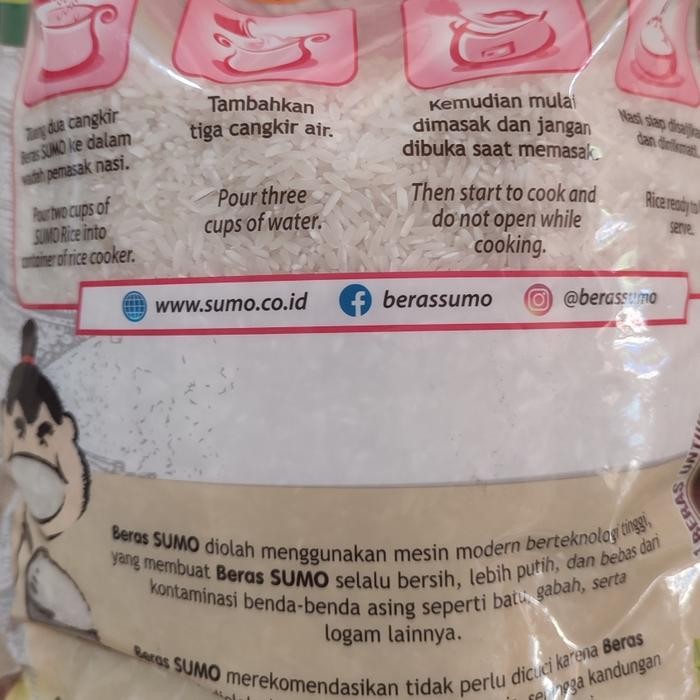 Tuang dua cangkir
Beras SUMO ke dalam
wadah pemasak nasi.
Pour two cups of
SUMO Rice into
container of rice cooker.
Tambahkan
tiga cangkir air.
Pour three
cups of water.
Kemudian mulai
dimasak dan jangan
dibuka saat memasak.
Then start to cook and
do not open while
cooking.
Nasi siap disajikan
dan dinikmati.
Rice ready to
serve.
www.sumo.co.id berassumo @berassumo
BERAS UNTUK
Beras SUMO diolah menggunakan mesin modern berteknologi tinggi,
yang membuat Beras SUMO selalu bersih, lebih putih, dan bebas dari
kontaminasi benda-benda asing seperti batu, gabah, serta
logam lainnya.
Beras SUMO merekomendasikan tidak perlu dicuci karena Beras
kandungan